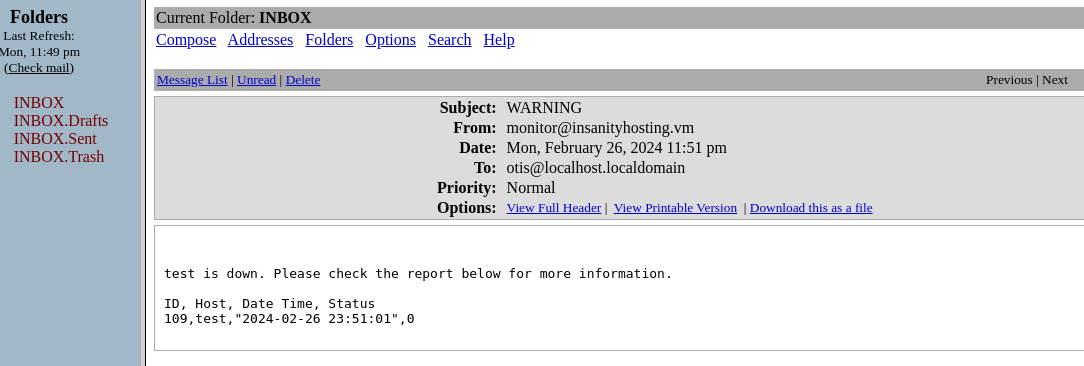 Folders
Last Refresh:
Mon, 11:49 pm
(Check mail)
INBOX
INBOX.Drafts
INBOX.Sent
INBOX.Trash
Current Folder: INBOX
Compose Addresses Folders Options Search Help
Message List | Unread | Delete Previous | Next
Subject: WARNING
From: monitor@insanityhosting.vm
Date: Mon, February 26, 2024 11:51 pm
To: otis@localhost.localdomain
Priority: Normal
Options: View Full Header | View Printable Version | Download this as a file
test is down. Please check the report below for more information.
ID, Host, Date Time, Status
109,test,"2024-02-26 23:51:01",0